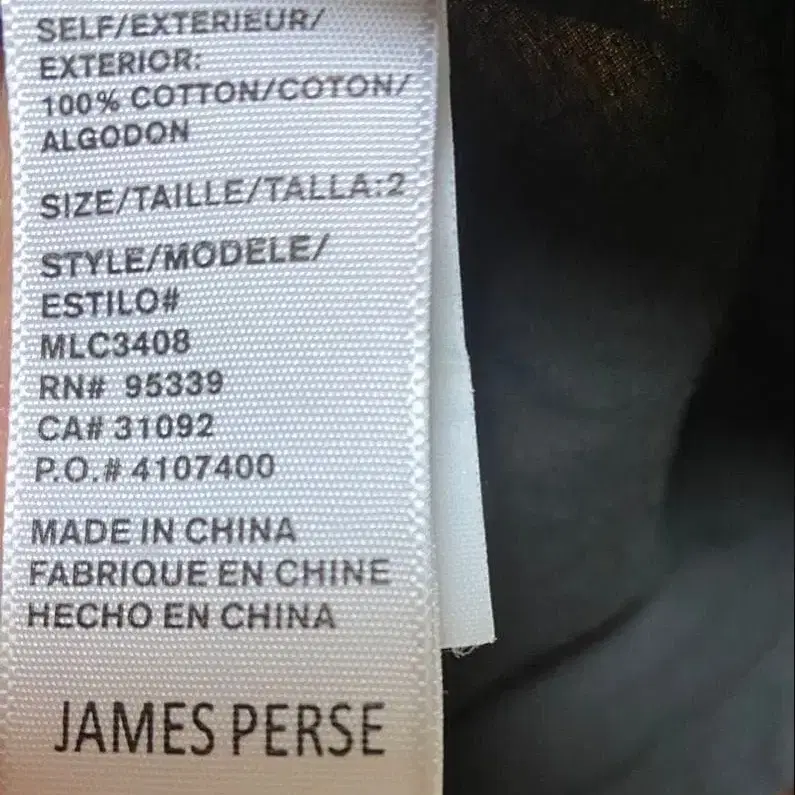 SELF/EXTERIEUR/
EXTERIOR:
100% COTTON/COTON/
ALGODON
SIZE/TAILLE/TALLA:2
STYLE/MODELE/
ESTILO#
MLC3408
RN# 95339
CA# 31092
P.O.# 4107400
MADE IN CHINA
FABRIQUE EN CHINE
HECHO EN CHINA
JAMES PERSE